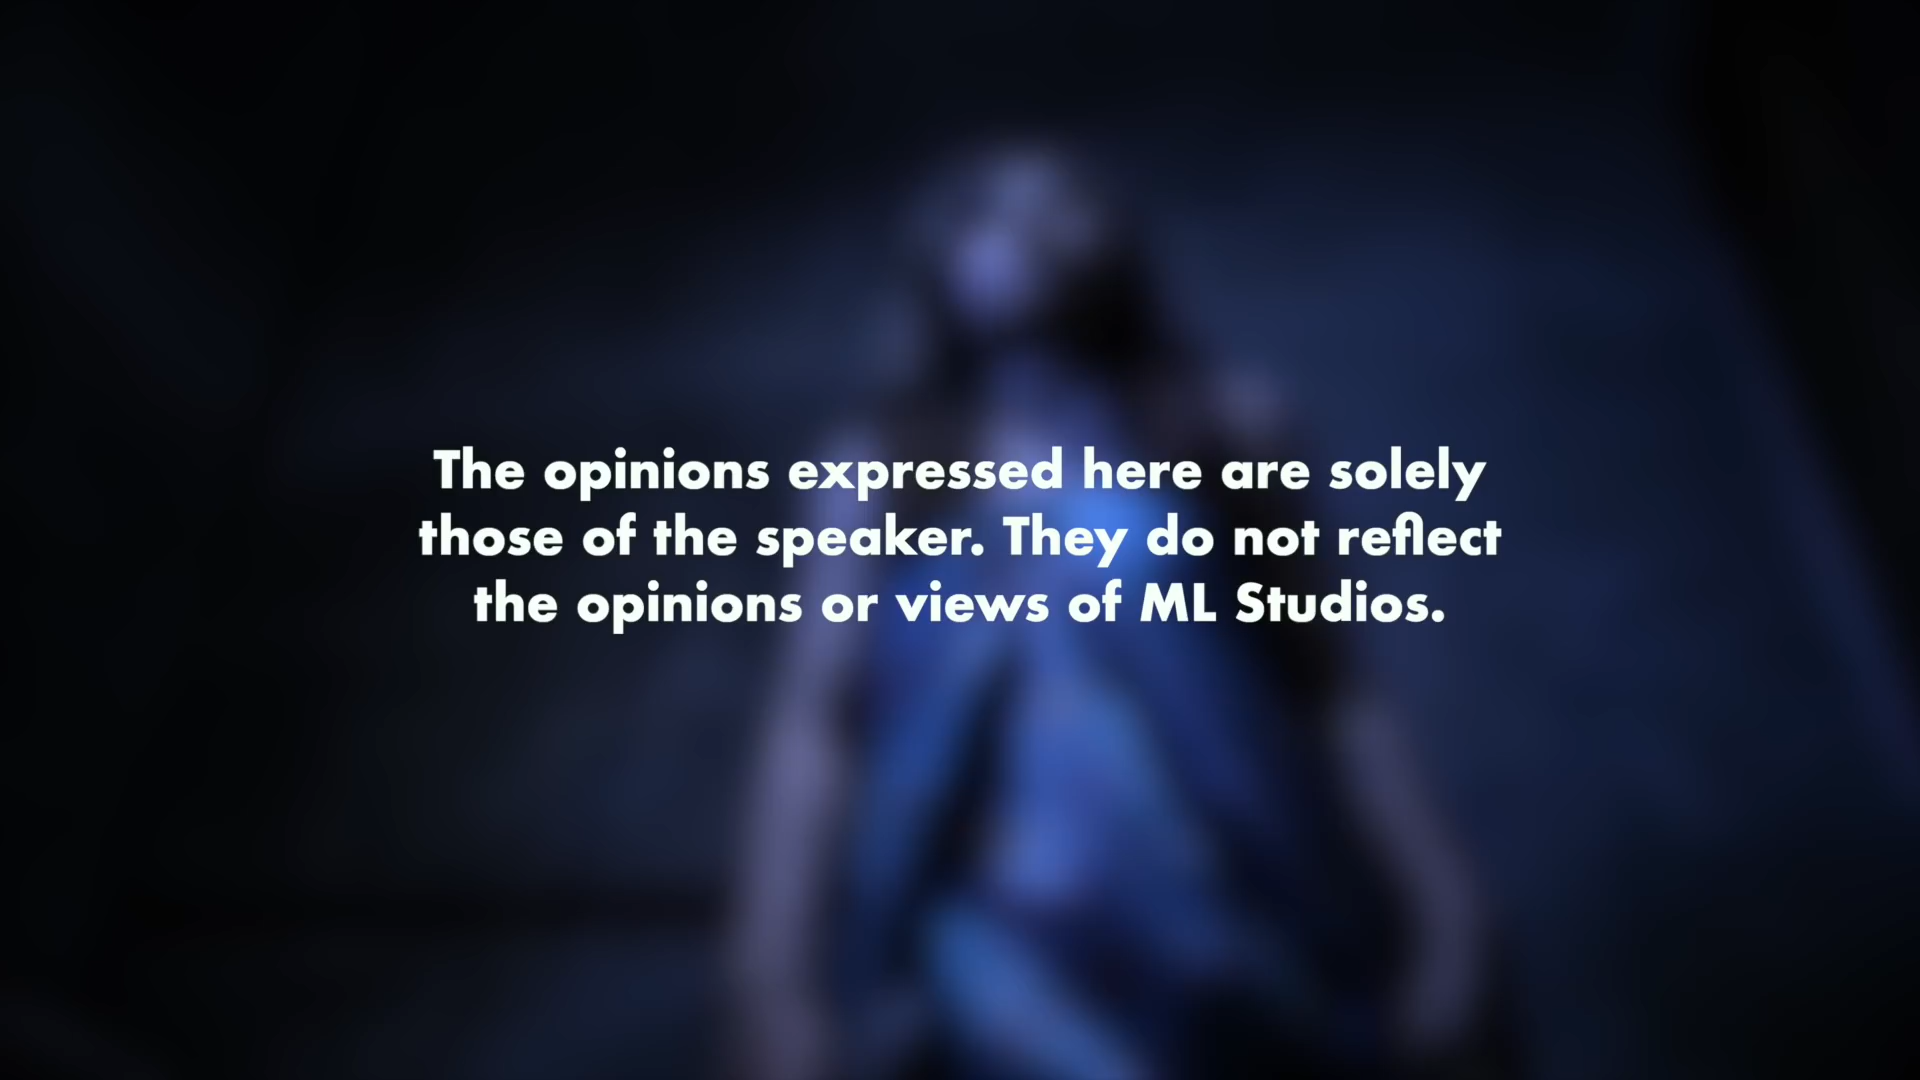 The opinions expressed here are solely
those of the speaker. They do not reflect
the opinions or views of ML Studios.